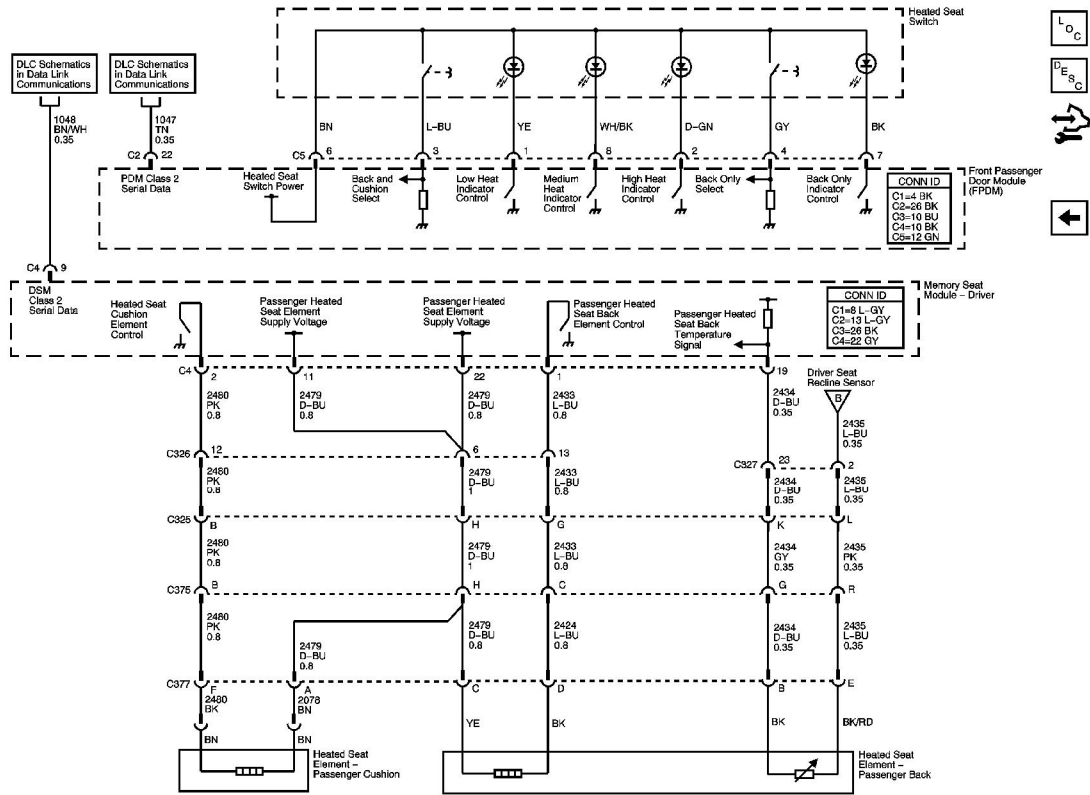 Heated Seat
Switch
L O C
D E S C
DLC Schematics
in Data Link
Communications
DLC Schematics
in Data Link
Communications
1048
BN/WH
0.35
1047
TN
0.35
BN
L–BU
YE
WH/BK
D–GN
GY
BK
C2 22
C5 6
3
1
8
2
4
7
PDM Class 2
Serial Data
Heated Seat
Switch Power
Back and
Cushion
Select
Low Heat
Indicator
Control
Medium
Heat
Indicator
Control
High Heat
Indicator
Control
Back Only
Select
Back Only
Indicator
Control
CONN ID
C1=4 BK
C2=26 BK
C3=10 BU
C4=10 BK
C5=12 GN
Front Passenger
Door Module
(FPDM)
C4 9
DSM
Class 2
Serial Data
Heated Seat
Cushion
Element
Control
Passenger Heated
Seat Element
Supply Voltage
Passenger Heated
Seat Element
Supply Voltage
Passenger Heated
Seat Back
Element Control
Passenger Heated
Seat Back
Temperature
Signal
CONN ID
C1=8 L–GY
C2=13 L–GY
C3=26 BK
C4=22 GY
Memory Seat
Module – Driver
C4 2
11
22
1
19
Driver Seat
Recline Sensor
B
2480
PK
0.8
2479
D–BU
0.8
2479
D–BU
0.8
2433
L–BU
0.8
2434
D–BU
0.35
2435
L–BU
0.35
C326 12
6
13
C327 23
2
2480
PK
0.8
2479
D–BU
1
2433
L–BU
0.8
2434
D–BU
0.35
2435
L–BU
0.35
C325 B
H
G
K
L
2480
PK
0.8
2479
D–BU
1
2433
L–BU
0.8
2434
GY
0.35
2435
PK
0.35
C375 B
H
C
G
R
2480
PK
0.8
2479
D–BU
0.8
2479
D–BU
0.8
2424
L–BU
0.8
2434
D–BU
0.35
2435
L–BU
0.35
C377 F
A
C
D
B
E
2480
BK
2078
BN
YE
BK
BK
BK/RD
BN
BN
Heated Seat
Element –
Passenger Cushion
Heated Seat
Element –
Passenger Back